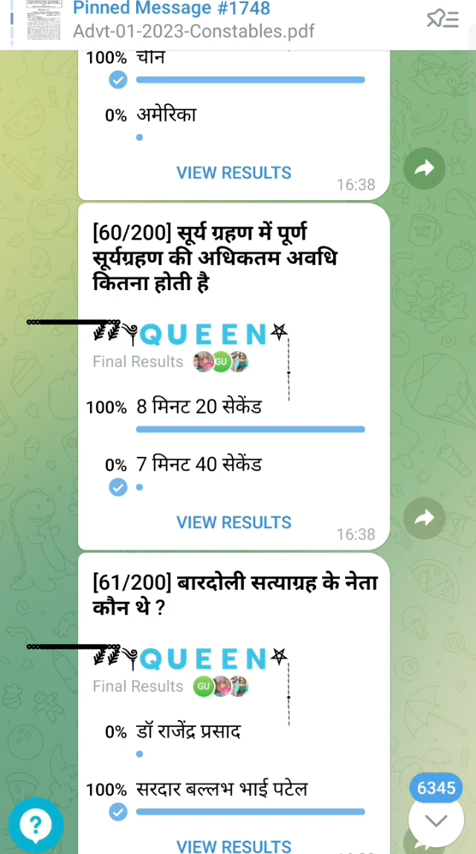 Pinned Message #1748
Advt-01-2023-Constables.pdf
100% चीन
0% अमेरिका
VIEW RESULTS
16:38
[60/200] सूर्य ग्रहण में पूर्ण
सूर्यग्रहण की अधिकतम अवधि
कितना होती है
QUEEN
Final Results GU
100% 8 मिनट 20 सेकेंड
0% 7 मिनट 40 सेकेंड
VIEW RESULTS
16:38
[61/200] बारदोली सत्याग्रह के नेता
कौन थे ?
QUEEN
Final Results GU
0% डॉ राजेंद्र प्रसाद
100% सरदार बल्लभ भाई पटेल
6345
?
VIEW RESULTS